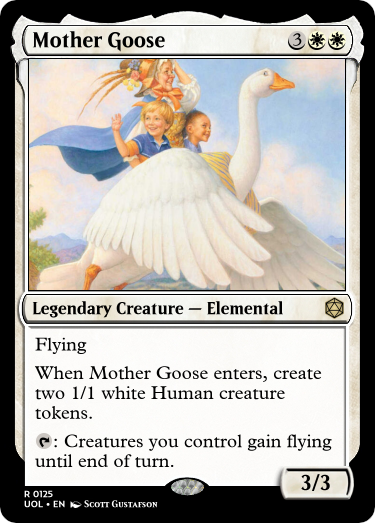 Mother Goose 3
Legendary Creature — Elemental
Flying
When Mother Goose enters, create
two 1/1 white Human creature
tokens.
: Creatures you control gain flying
until end of turn.
3/3
R 0125
UOL • EN Scott Gustafson